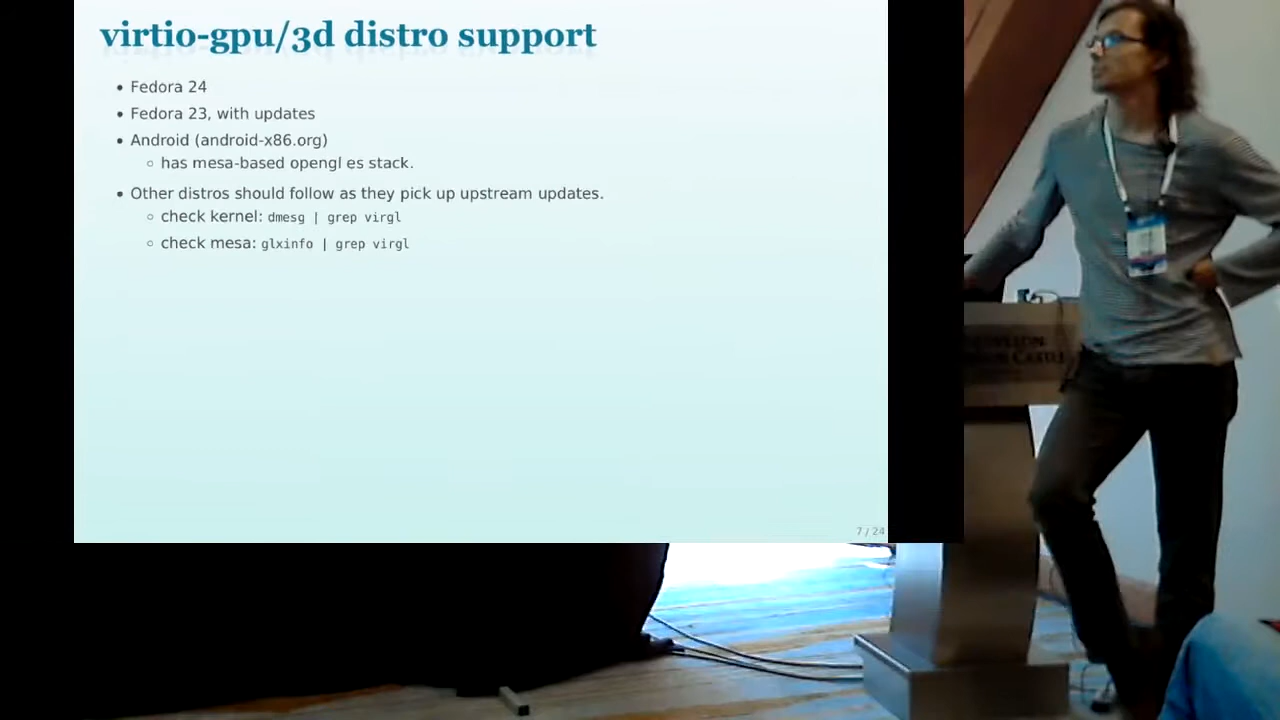 virtio-gpu/3d distro support
• Fedora 24
• Fedora 23, with updates
• Android (android-x86.org)
◦ has mesa-based opengl es stack.
• Other distros should follow as they pick up upstream updates.
◦ check kernel: dmesg | grep virgl
◦ check mesa: glxinfo | grep virgl
7 / 24